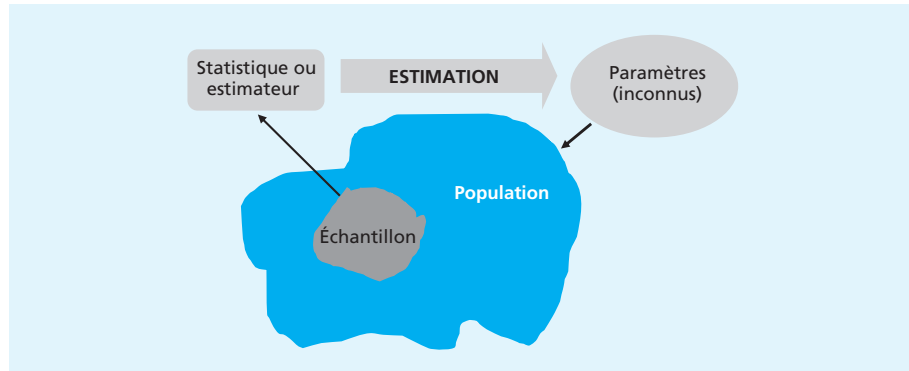 Statistique ou
estimateur
ESTIMATION
Paramètres
(inconnus)
Population
Échantillon